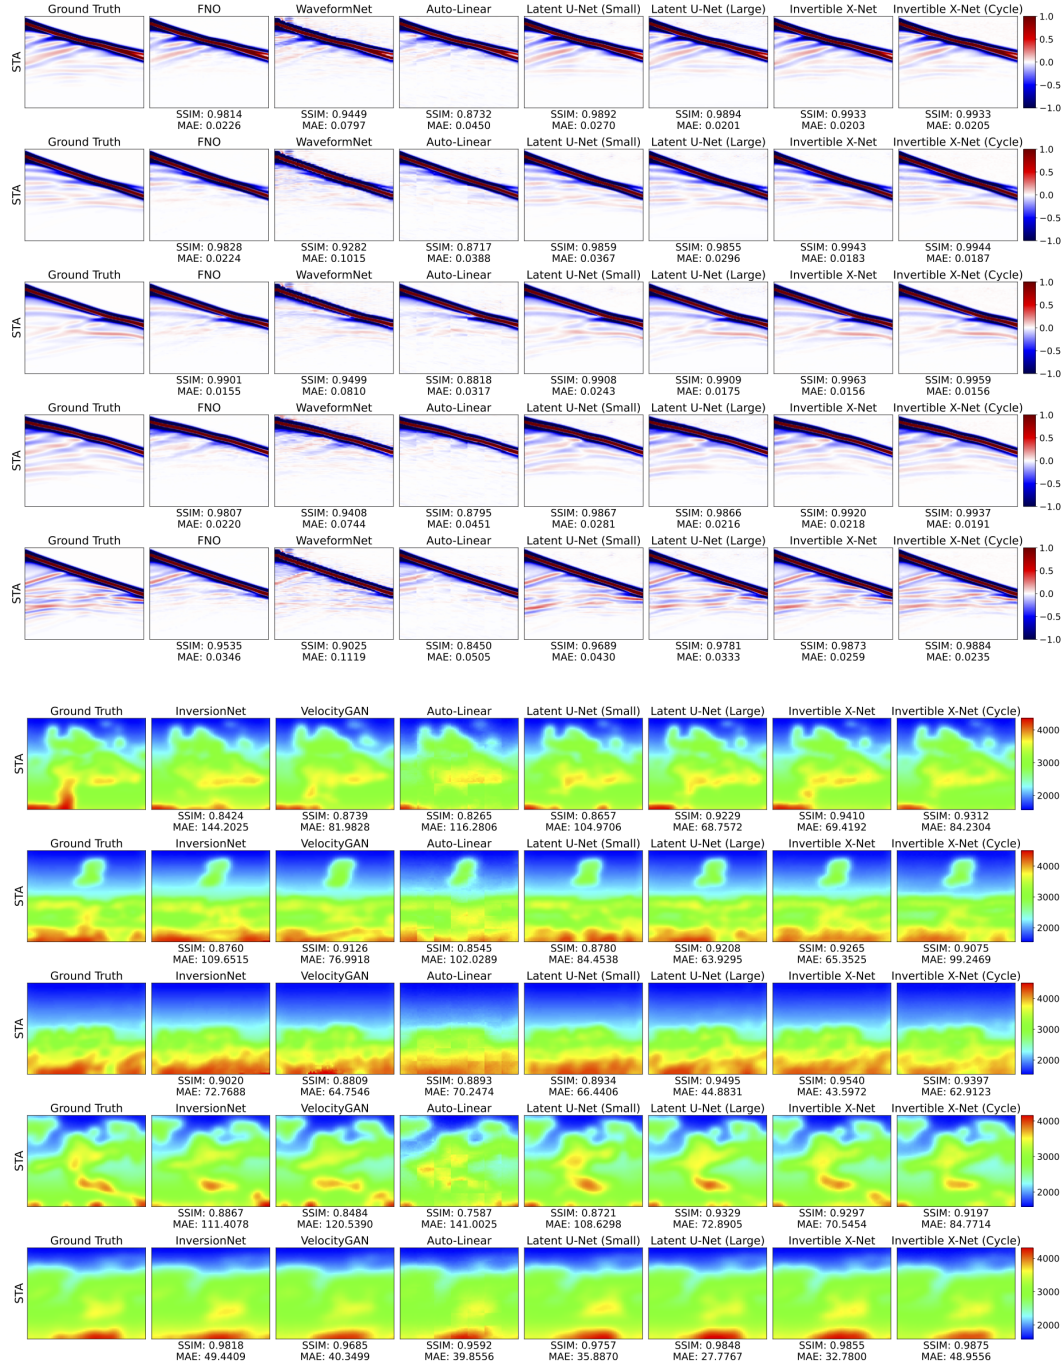 Ground Truth FNO WaveformNet Auto-Linear Latent U-Net (Small) Latent U-Net (Large) Invertible X-Net Invertible X-Net (Cycle)
STA
1.0
0.5
0.0
−0.5
−1.0
SSIM: 0.9814 SSIM: 0.9449 SSIM: 0.8732 SSIM: 0.9892 SSIM: 0.9894 SSIM: 0.9933 SSIM: 0.9933
MAE: 0.0226 MAE: 0.0797 MAE: 0.0450 MAE: 0.0270 MAE: 0.0201 MAE: 0.0203 MAE: 0.0205
Ground Truth FNO WaveformNet Auto-Linear Latent U-Net (Small) Latent U-Net (Large) Invertible X-Net Invertible X-Net (Cycle)
STA
1.0
0.5
0.0
−0.5
−1.0
SSIM: 0.9828 SSIM: 0.9282 SSIM: 0.8717 SSIM: 0.9859 SSIM: 0.9855 SSIM: 0.9943 SSIM: 0.9944
MAE: 0.0224 MAE: 0.1015 MAE: 0.0388 MAE: 0.0367 MAE: 0.0296 MAE: 0.0183 MAE: 0.0187
Ground Truth FNO WaveformNet Auto-Linear Latent U-Net (Small) Latent U-Net (Large) Invertible X-Net Invertible X-Net (Cycle)
STA
1.0
0.5
0.0
−0.5
−1.0
SSIM: 0.9901 SSIM: 0.9499 SSIM: 0.8818 SSIM: 0.9908 SSIM: 0.9909 SSIM: 0.9963 SSIM: 0.9959
MAE: 0.0155 MAE: 0.0810 MAE: 0.0317 MAE: 0.0243 MAE: 0.0175 MAE: 0.0156 MAE: 0.0156
Ground Truth FNO WaveformNet Auto-Linear Latent U-Net (Small) Latent U-Net (Large) Invertible X-Net Invertible X-Net (Cycle)
STA
1.0
0.5
0.0
−0.5
−1.0
SSIM: 0.9807 SSIM: 0.9408 SSIM: 0.8795 SSIM: 0.9867 SSIM: 0.9866 SSIM: 0.9920 SSIM: 0.9937
MAE: 0.0220 MAE: 0.0744 MAE: 0.0451 MAE: 0.0281 MAE: 0.0216 MAE: 0.0218 MAE: 0.0191
Ground Truth FNO WaveformNet Auto-Linear Latent U-Net (Small) Latent U-Net (Large) Invertible X-Net Invertible X-Net (Cycle)
STA
1.0
0.5
0.0
−0.5
−1.0
SSIM: 0.9535 SSIM: 0.9025 SSIM: 0.8450 SSIM: 0.9689 SSIM: 0.9781 SSIM: 0.9873 SSIM: 0.9884
MAE: 0.0346 MAE: 0.1119 MAE: 0.0505 MAE: 0.0430 MAE: 0.0333 MAE: 0.0259 MAE: 0.0235
Ground Truth InversionNet VelocityGAN Auto-Linear Latent U-Net (Small) Latent U-Net (Large) Invertible X-Net Invertible X-Net (Cycle)
STA
4000
3000
2000
SSIM: 0.8424 SSIM: 0.8739 SSIM: 0.8265 SSIM: 0.8657 SSIM: 0.9229 SSIM: 0.9410 SSIM: 0.9312
MAE: 144.2025 MAE: 81.9828 MAE: 116.2806 MAE: 104.9706 MAE: 68.7572 MAE: 69.4192 MAE: 84.2304
Ground Truth InversionNet VelocityGAN Auto-Linear Latent U-Net (Small) Latent U-Net (Large) Invertible X-Net Invertible X-Net (Cycle)
STA
4000
3000
2000
SSIM: 0.8760 SSIM: 0.9126 SSIM: 0.8545 SSIM: 0.8780 SSIM: 0.9208 SSIM: 0.9265 SSIM: 0.9075
MAE: 109.6515 MAE: 76.9918 MAE: 102.0289 MAE: 84.4538 MAE: 63.9295 MAE: 65.3525 MAE: 99.2469
Ground Truth InversionNet VelocityGAN Auto-Linear Latent U-Net (Small) Latent U-Net (Large) Invertible X-Net Invertible X-Net (Cycle)
STA
4000
3000
2000
SSIM: 0.9020 SSIM: 0.8809 SSIM: 0.8893 SSIM: 0.8934 SSIM: 0.9495 SSIM: 0.9540 SSIM: 0.9397
MAE: 72.7688 MAE: 64.7546 MAE: 70.2474 MAE: 66.4406 MAE: 44.8831 MAE: 43.5972 MAE: 62.9123
Ground Truth InversionNet VelocityGAN Auto-Linear Latent U-Net (Small) Latent U-Net (Large) Invertible X-Net Invertible X-Net (Cycle)
STA
4000
3000
2000
SSIM: 0.8867 SSIM: 0.8484 SSIM: 0.7587 SSIM: 0.8721 SSIM: 0.9329 SSIM: 0.9297 SSIM: 0.9197
MAE: 111.4078 MAE: 120.5390 MAE: 141.0025 MAE: 108.6298 MAE: 72.8905 MAE: 70.5454 MAE: 84.7714
Ground Truth InversionNet VelocityGAN Auto-Linear Latent U-Net (Small) Latent U-Net (Large) Invertible X-Net Invertible X-Net (Cycle)
STA
4000
3000
2000
SSIM: 0.9818 SSIM: 0.9685 SSIM: 0.9592 SSIM: 0.9757 SSIM: 0.9848 SSIM: 0.9855 SSIM: 0.9875
MAE: 49.4409 MAE: 40.3499 MAE: 39.8556 MAE: 35.8870 MAE: 27.7767 MAE: 32.7800 MAE: 48.9556